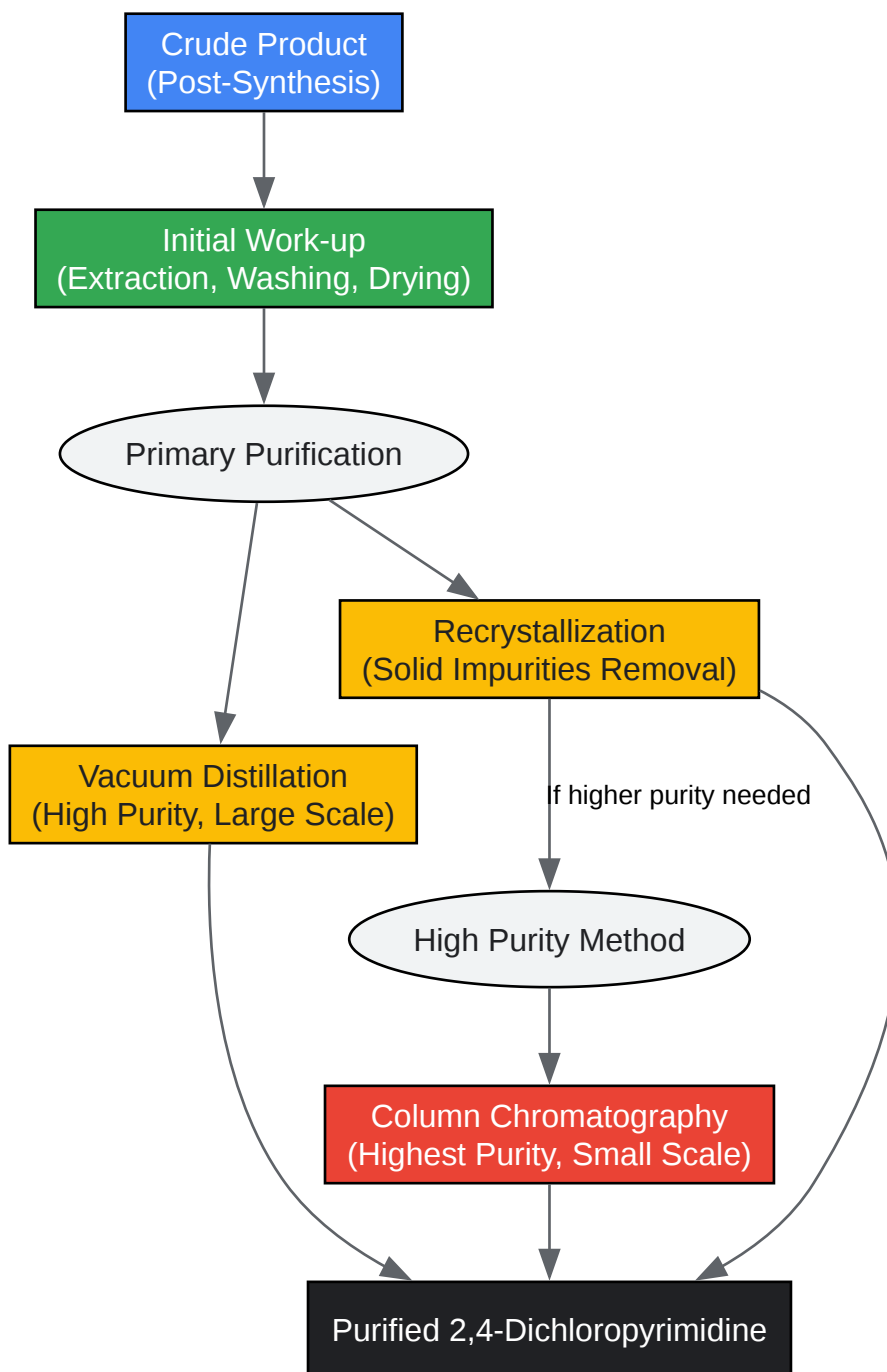 Crude Product
(Post-Synthesis)
Initial Work-up
(Extraction, Washing, Drying)
Primary Purification
Recrystallization
(Solid Impurities Removal)
Vacuum Distillation
(High Purity, Large Scale)
If higher purity needed
High Purity Method
Column Chromatography
(Highest Purity, Small Scale)
Purified 2,4-Dichloropyrimidine